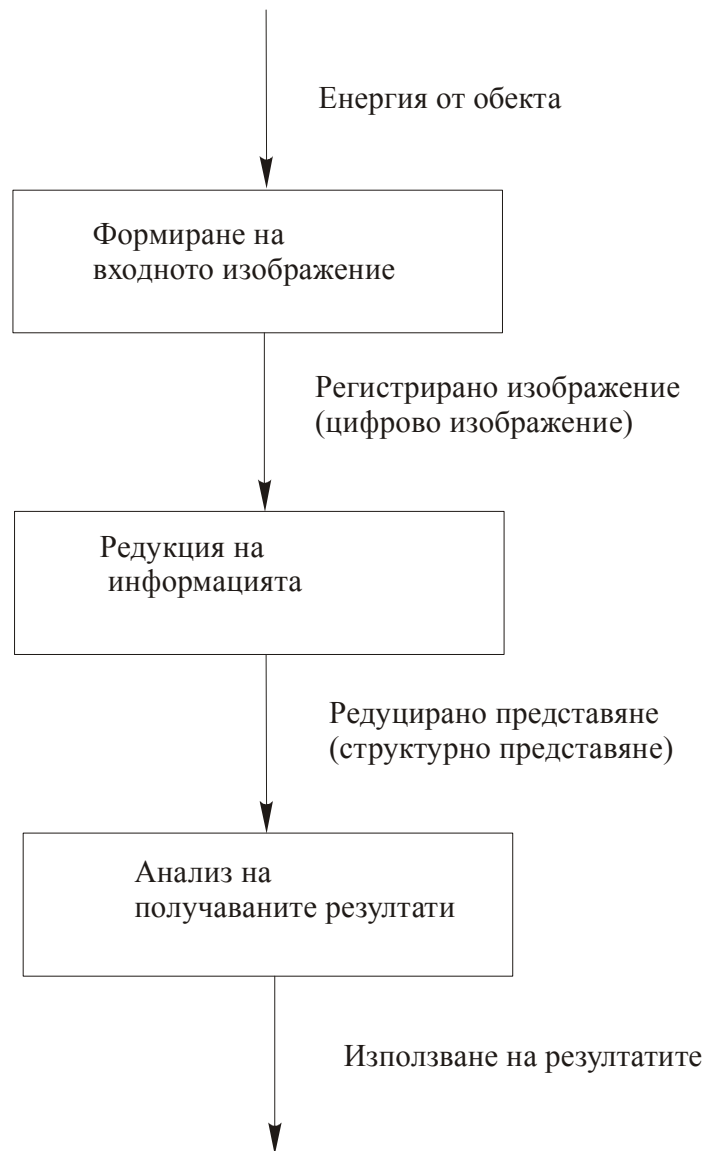 Енергия от обекта
Формиране на
входното изображение
Регистрирано изображение
(цифрово изображение)
Редукция на
информацията
Редуцирано представяне
(структурно представяне)
Анализ на
получаваните резултати
Използване на резултатите